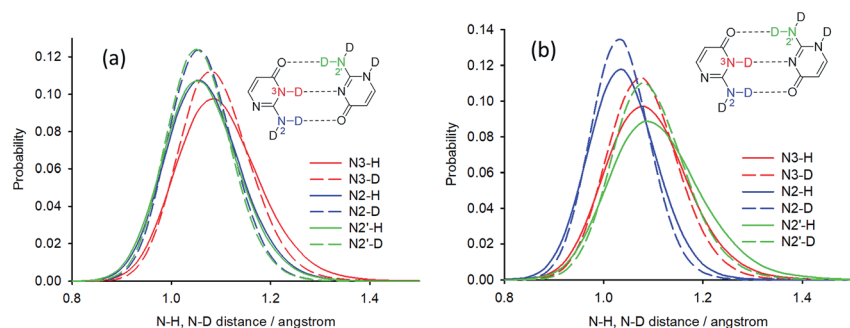 (a)
0.12
0.10
0.08
0.06
0.04
0.02
0.00
Probability
0.8 1.0 1.2 1.4
N-H, N-D distance / angstrom
O
D
N
2'
D
N
D
3
N
D
N
N
N
2
D
D
O
N3-H
N3-D
N2-H
N2-D
N2'-H
N2'-D
(b)
0.14
0.12
0.10
0.08
0.06
0.04
0.02
0.00
Probability
0.8 1.0 1.2 1.4
N-H, N-D distance / angstrom
O
D
N
2'
D
N
D
3
N
D
N
N
N
2
D
D
O
N3-H
N3-D
N2-H
N2-D
N2'-H
N2'-D